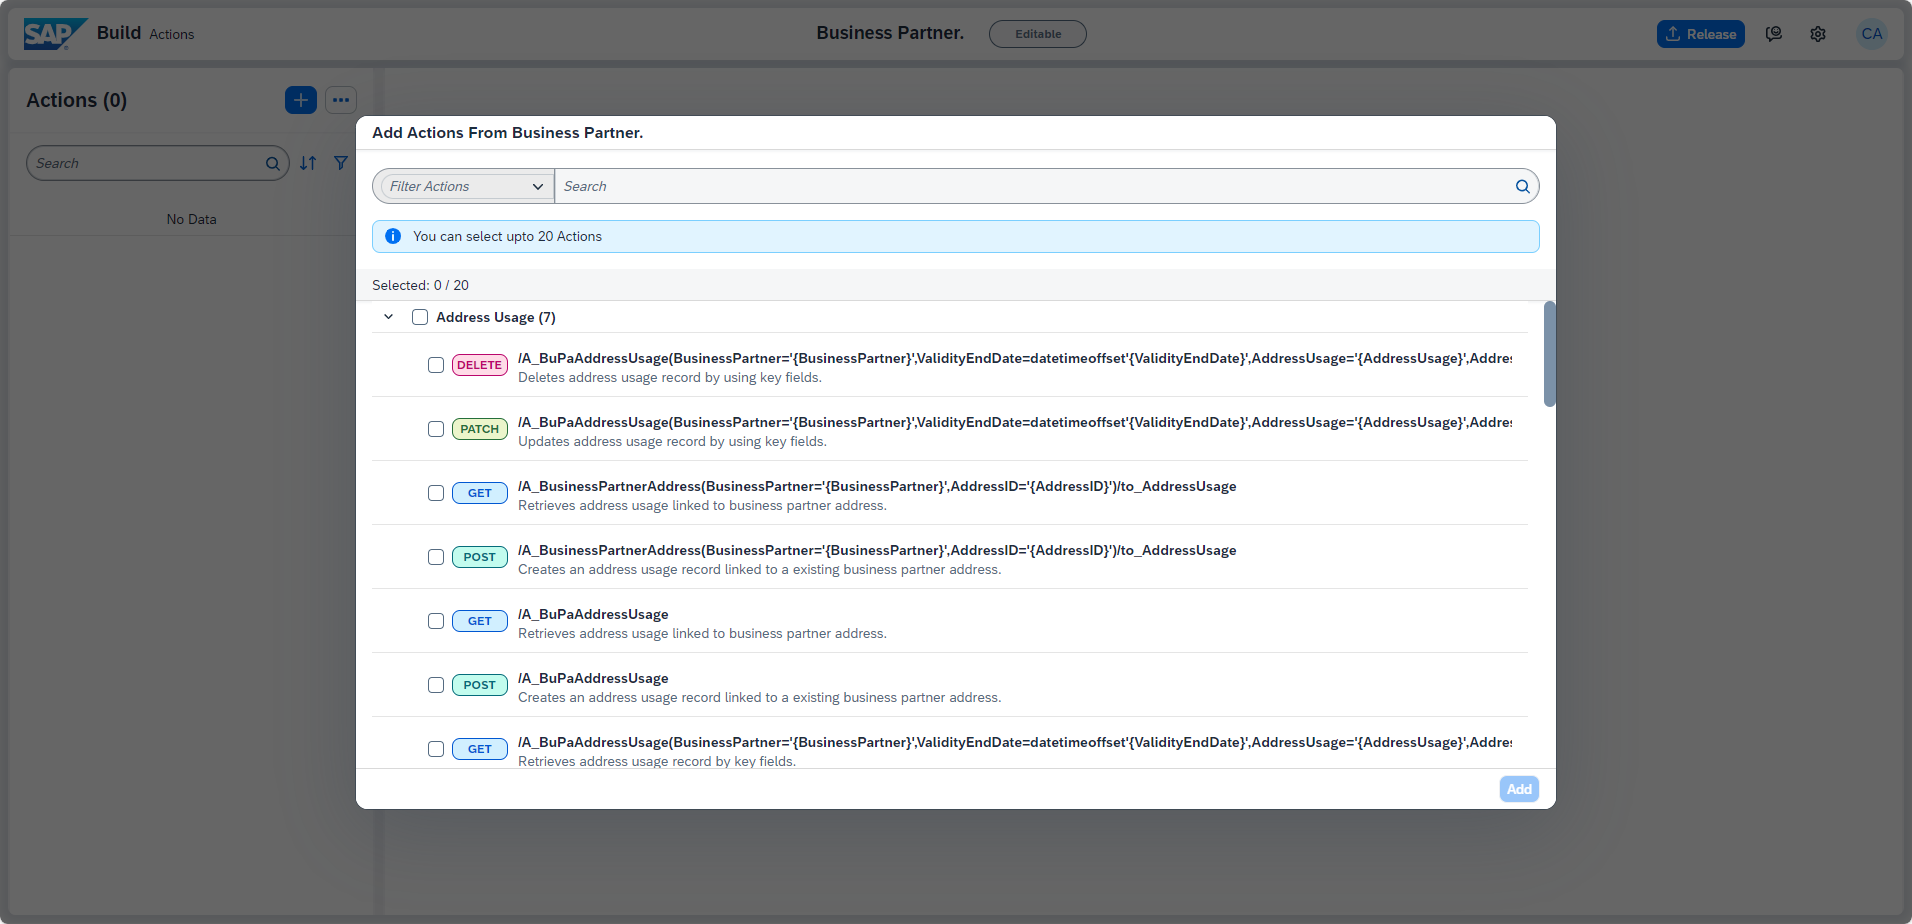 SAP Build Actions
Business Partner.
Editable
Release
CA
Actions (0)
Search
No Data
Add Actions From Business Partner.
Filter Actions
Search
You can select upto 20 Actions
Selected: 0 / 20
Address Usage (7)
DELETE
/A_BuPaAddressUsage(BusinessPartner='{BusinessPartner}',ValidityEndDate=datetimeoffset'{ValidityEndDate}',AddressUsage='{AddressUsage}',Addres
Deletes address usage record by using key fields.
PATCH
/A_BuPaAddressUsage(BusinessPartner='{BusinessPartner}',ValidityEndDate=datetimeoffset'{ValidityEndDate}',AddressUsage='{AddressUsage}',Addres
Updates address usage record by using key fields.
GET
/A_BusinessPartnerAddress(BusinessPartner='{BusinessPartner}',AddressID='{AddressID}')/to_AddressUsage
Retrieves address usage linked to business partner address.
POST
/A_BusinessPartnerAddress(BusinessPartner='{BusinessPartner}',AddressID='{AddressID}')/to_AddressUsage
Creates an address usage record linked to a existing business partner address.
GET
/A_BuPaAddressUsage
Retrieves address usage linked to business partner address.
POST
/A_BuPaAddressUsage
Creates an address usage record linked to a existing business partner address.
GET
/A_BuPaAddressUsage(BusinessPartner='{BusinessPartner}',ValidityEndDate=datetimeoffset'{ValidityEndDate}',AddressUsage='{AddressUsage}',Addres
Retrieves address usage record by key fields.
Add